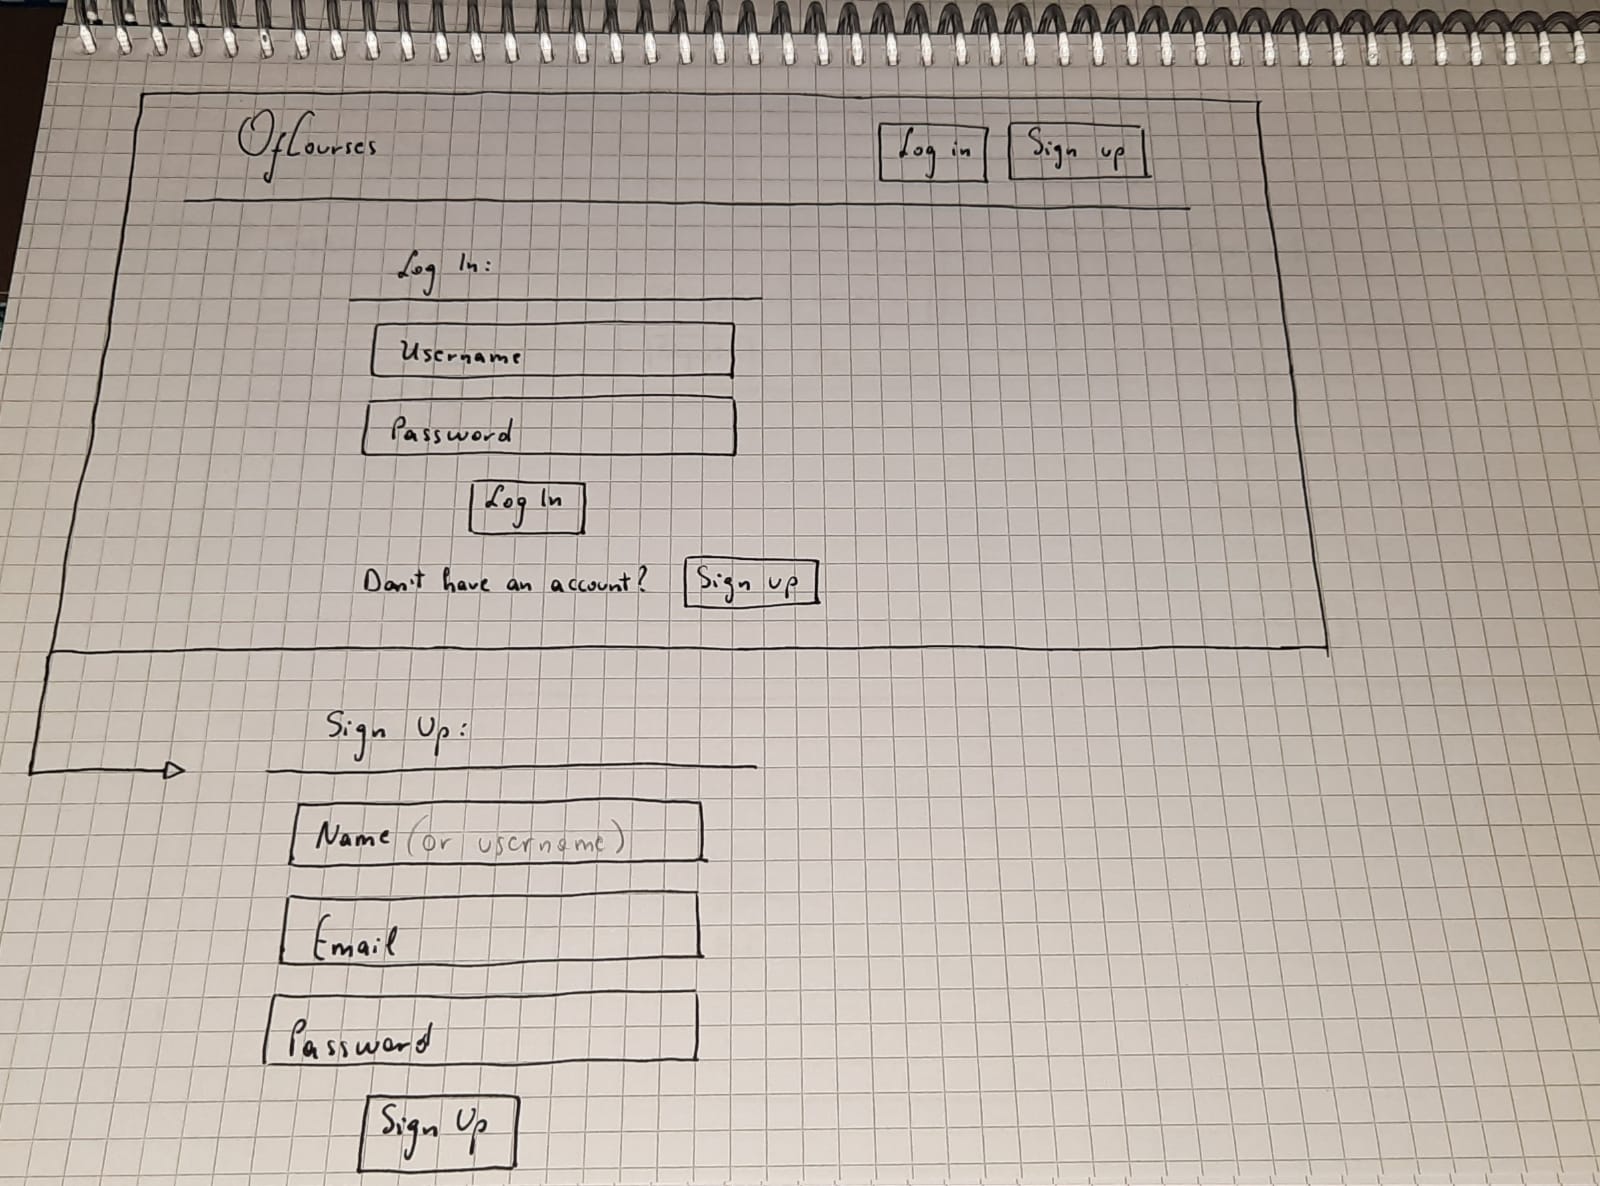 OfCourses
Log in
Sign up
Log In:
Username
Password
Log In
Don't have an account?
Sign up
Sign Up:
Name (or username)
Email
Password
Sign Up